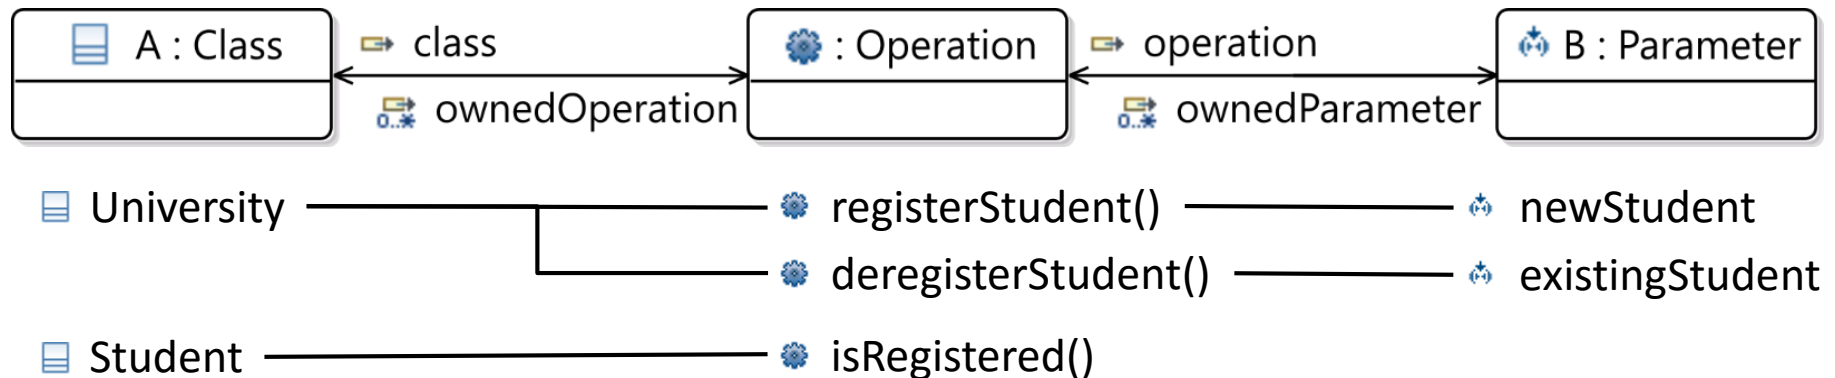 A : Class
class
0..*
ownedOperation
: Operation
operation
0..*
ownedParameter
B : Parameter
University
registerStudent()
newStudent
deregisterStudent()
existingStudent
Student
isRegistered()